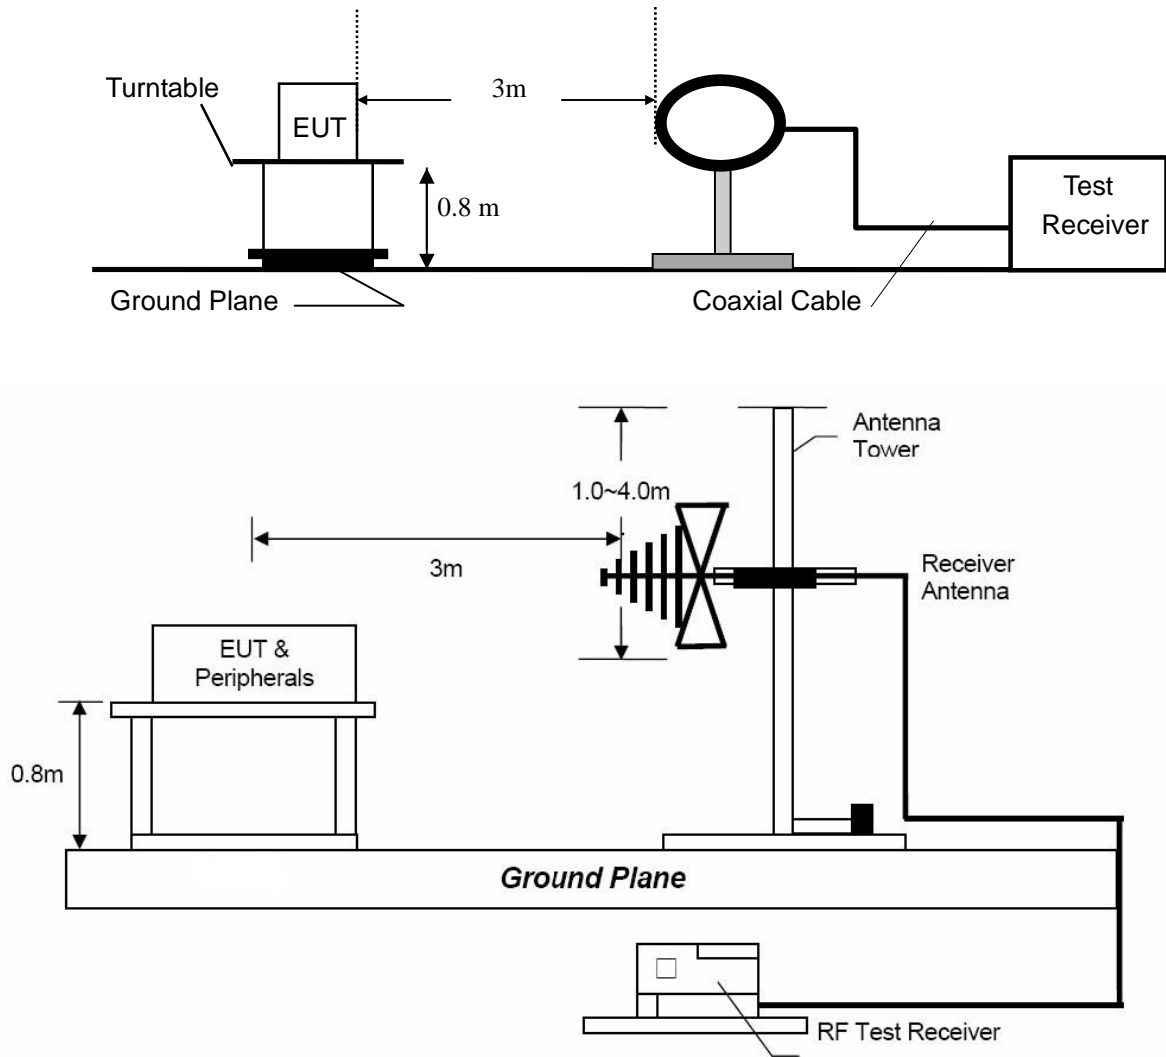 Turntable
EUT
3m
0.8 m
Test
Receiver
Ground Plane
Coaxial Cable
Antenna
Tower
1.0~4.0m
3m
Receiver
Antenna
EUT &
Peripherals
0.8m
Ground Plane
RF Test Receiver